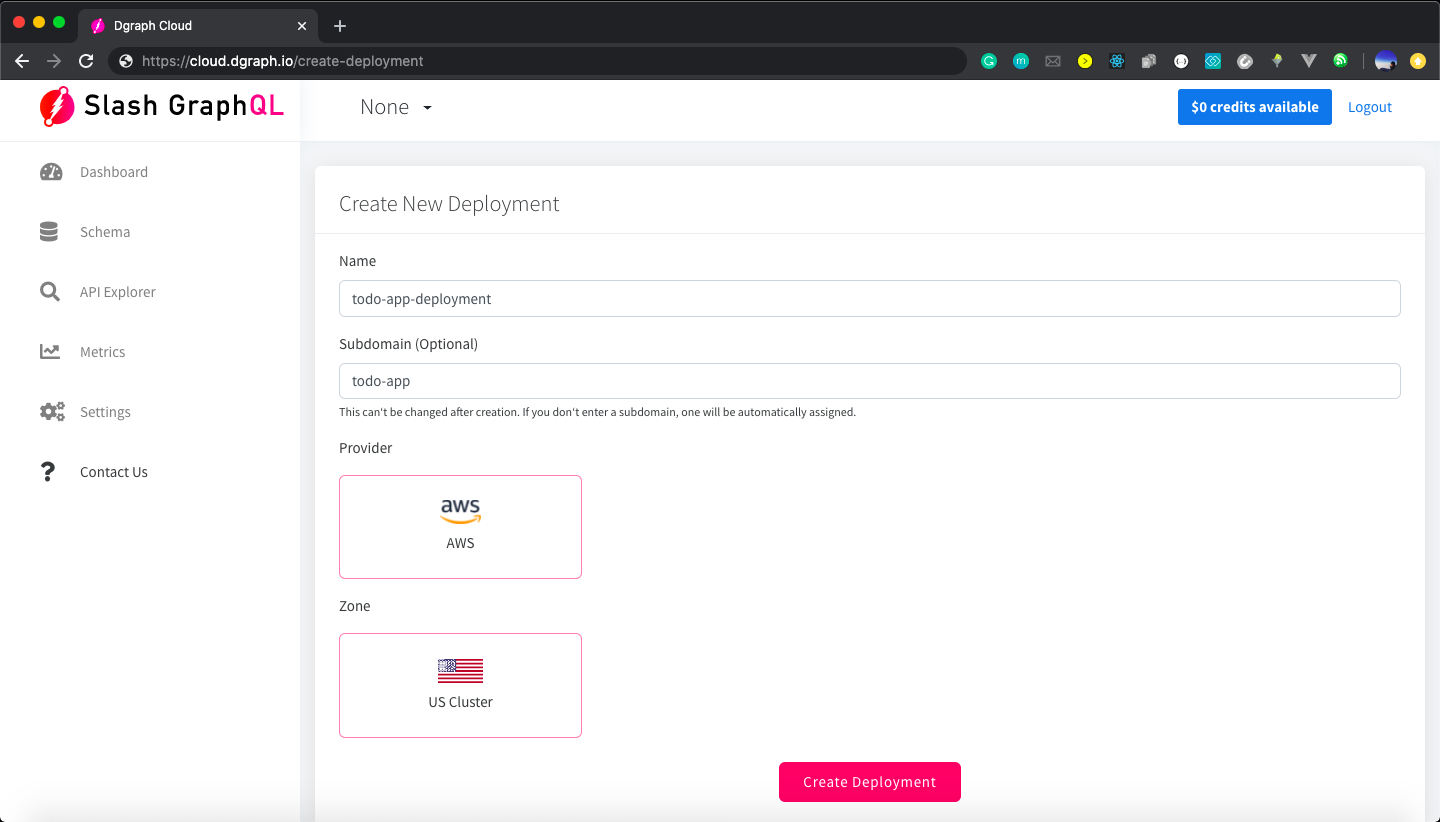 Dgraph Cloud
https://cloud.dgraph.io/create-deployment
Slash GraphQL
None
$0 credits available
Logout
Dashboard
Schema
API Explorer
Metrics
Settings
Contact Us
Create New Deployment
Name
todo-app-deployment
Subdomain (Optional)
todo-app
This can't be changed after creation. If you don't enter a subdomain, one will be automatically assigned.
Provider
aws
AWS
Zone
US Cluster
Create Deployment